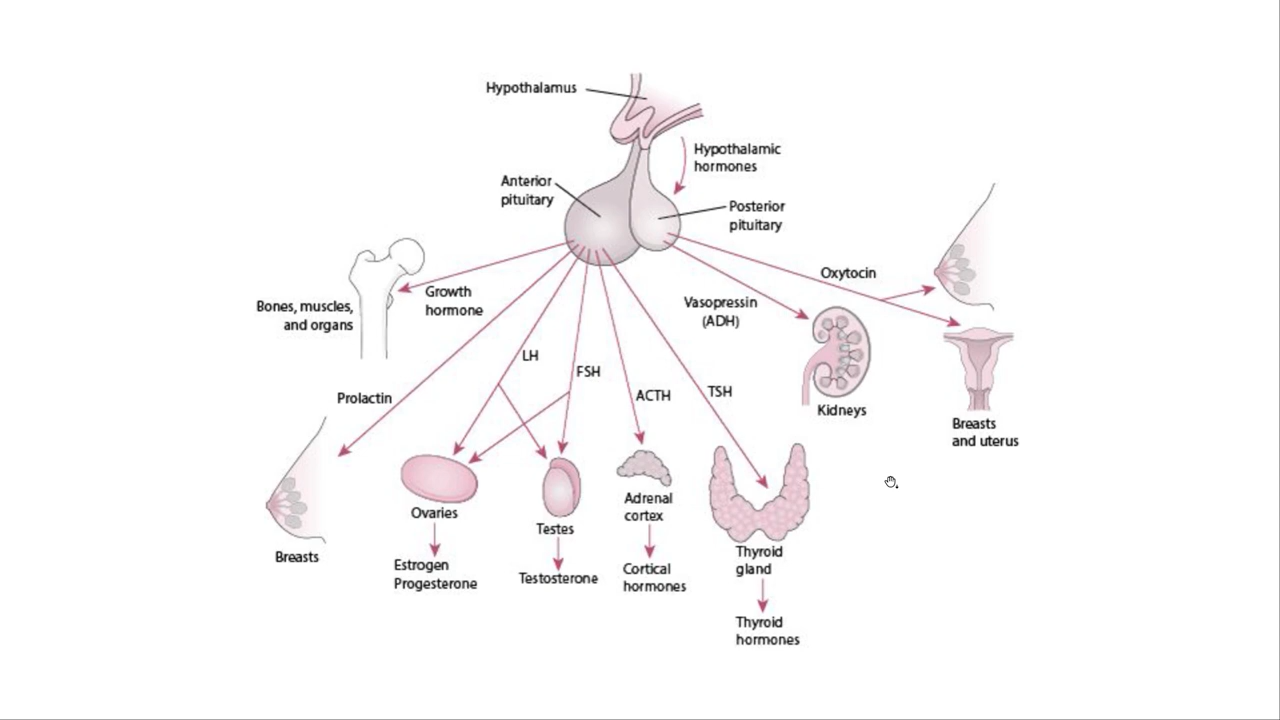 Hypothalamus
Hypothalamic
hormones
Anterior
pituitary
Posterior
pituitary
Oxytocin
Growth
hormone
Bones, muscles,
and organs
Vasopressin
(ADH)
LH
FSH
ACTH
TSH
Prolactin
Kidneys
Breasts
and uterus
Ovaries
Testes
Adrenal
cortex
Breasts
Thyroid
gland
Estrogen
Progesterone
Testosterone
Cortical
hormones
Thyroid
hormones